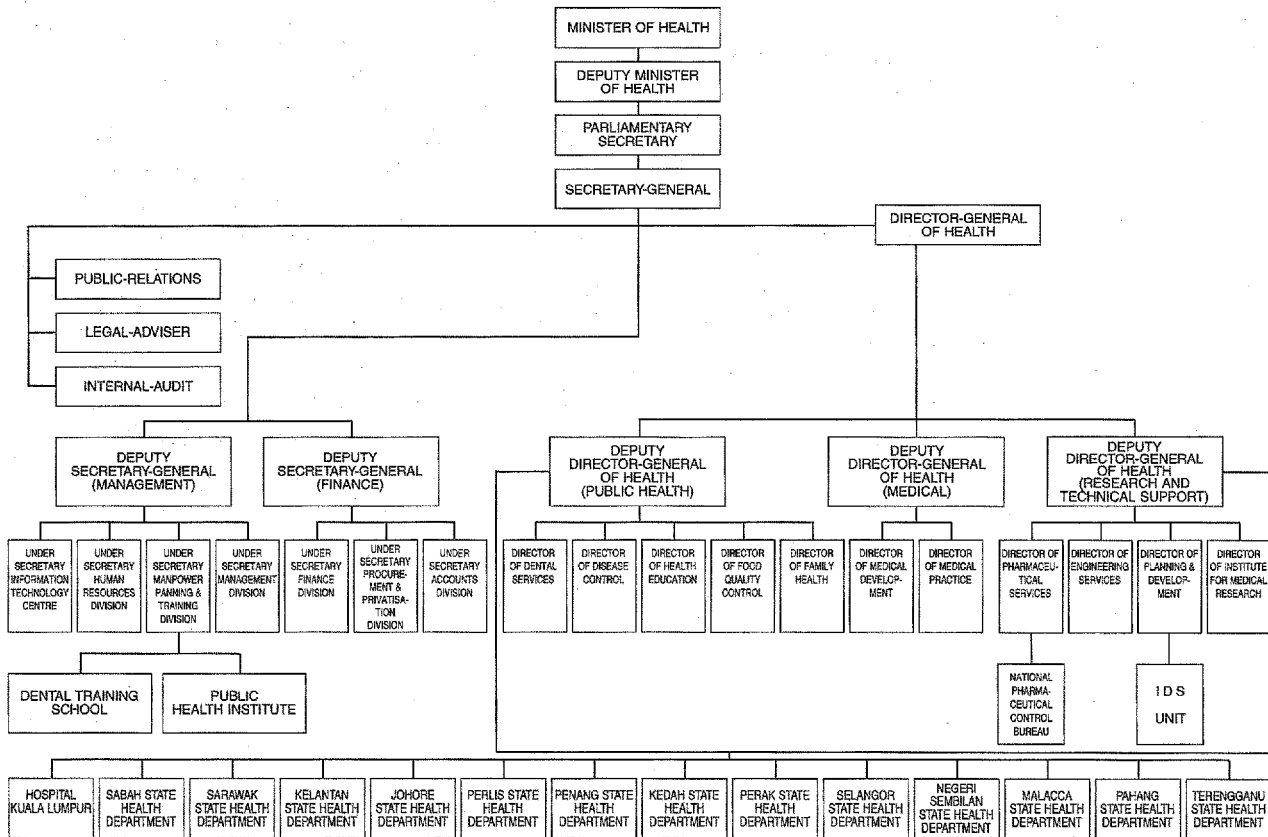 MINISTER OF HEALTH
DEPUTY MINISTER
OF HEALTH
PARLIAMENTARY
SECRETARY
SECRETARY-GENERAL
DIRECTOR-GENERAL
OF HEALTH
PUBLIC-RELATIONS
LEGAL-ADVISER
INTERNAL-AUDIT
DEPUTY
SECRETARY-GENERAL
(MANAGEMENT)
DEPUTY
SECRETARY-GENERAL
(FINANCE)
DEPUTY
DIRECTOR-GENERAL
OF HEALTH
(PUBLIC HEALTH)
DEPUTY
DIRECTOR-GENERAL
OF HEALTH
(MEDICAL)
DEPUTY
DIRECTOR-GENERAL
OF HEALTH
(RESEARCH AND
TECHNICAL SUPPORT)
UNDER
SECRETARY
INFORMATION
TECHNOLOGY
CENTRE
UNDER
SECRETARY
HUMAN
RESOURCES
DIVISION
UNDER
SECRETARY
MANPOWER
PANNING &
TRAINING
DIVISION
UNDER
SECRETARY
MANAGEMENT
DIVISION
UNDER
SECRETARY
FINANCE
DIVISION
UNDER
SECRETARY
PROCURE-
MENT &
PRIVATISA-
TION
DIVISION
UNDER
SECRETARY
ACCOUNTS
DIVISION
DIRECTOR
OF DENTAL
SERVICES
DIRECTOR
OF DISEASE
CONTROL
DIRECTOR
OF HEALTH
EDUCATION
DIRECTOR
OF FOOD
QUALITY
CONTROL
DIRECTOR
OF FAMILY
HEALTH
DIRECTOR
OF MEDICAL
DEVELOP-
MENT
DIRECTOR
OF MEDICAL
PRACTICE
DIRECTOR OF
PHARMACEU-
TICAL
SERVICES
DIRECTOR OF
ENGINEERING
SERVICES
DIRECTOR OF
PLANNING &
DEVELOP-
MENT
DIRECTOR
OF INSTITUTE
FOR MEDICAL
RESEARCH
DENTAL TRAINING
SCHOOL
PUBLIC
HEALTH INSTITUTE
NATIONAL
PHARMA-
CEUTICAL
CONTROL
BUREAU
I D S
UNIT
HOSPITAL
KUALA LUMPUR
SABAH STATE
HEALTH
DEPARTMENT
SARAWAK
STATE HEALTH
DEPARTMENT
KELANTAN
STATE HEALTH
DEPARTMENT
JOHORE
STATE HEALTH
DEPARTMENT
PERLIS STATE
HEALTH
DEPARTMENT
PENANG STATE
HEALTH
DEPARTMENT
KEDAH STATE
HEALTH
DEPARTMENT
PERAK STATE
HEALTH
DEPARTMENT
SELANGOR
STATE HEALTH
DEPARTMENT
NEGERI
SEMBILAN
STATE HEALTH
DEPARTMENT
MALACCA
STATE HEALTH
DEPARTMENT
PAHANG
STATE HEALTH
DEPARTMENT
TERENGGANU
STATE HEALTH
DEPARTMENT